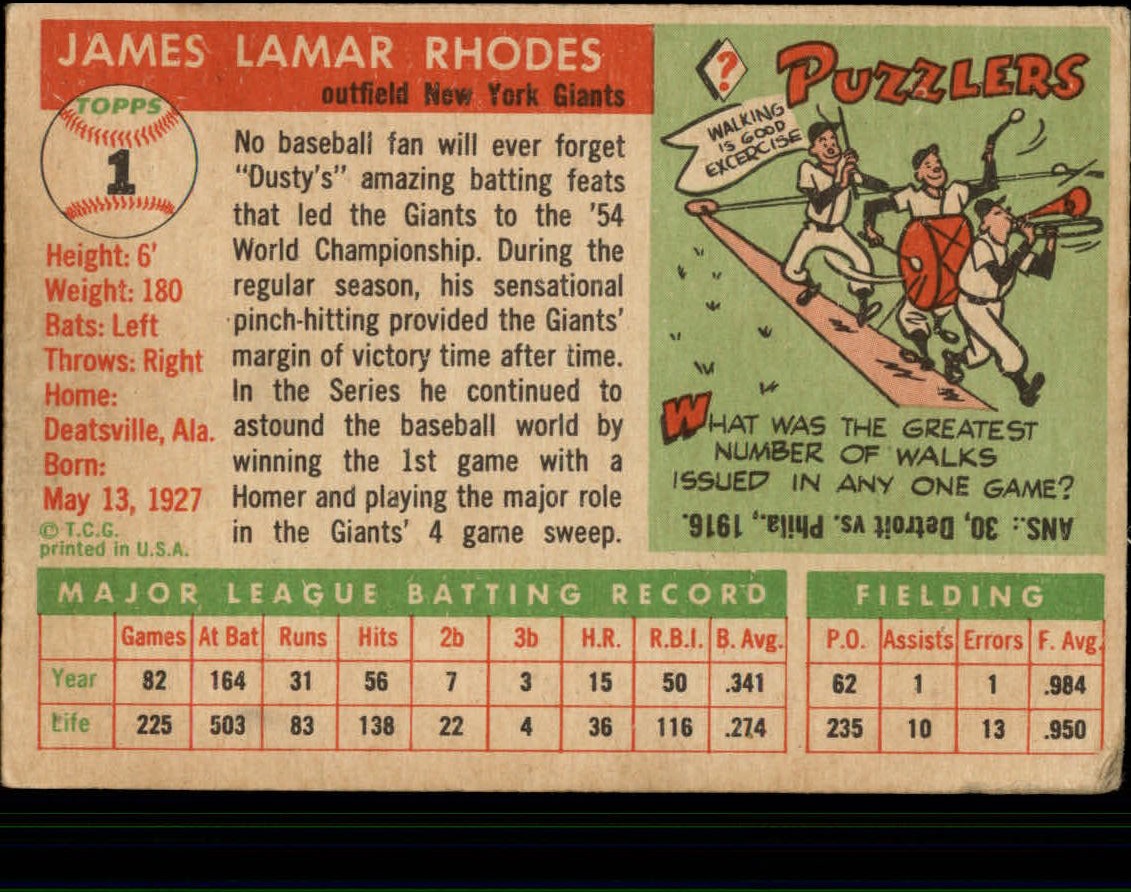 JAMES LAMAR RHODES
outfield New York Giants
TOPPS
1
Height: 6'
Weight: 180
Bats: Left
Throws: Right
Home:
Deatsville, Ala.
Born:
May 13, 1927
© T.C.G.
printed in U.S.A.
No baseball fan will ever forget
"Dusty's" amazing batting feats
that led the Giants to the '54
World Championship. During the
regular season, his sensational
pinch-hitting provided the Giants'
margin of victory time after time.
In the Series he continued to
astound the baseball world by
winning the 1st game with a
Homer and playing the major role
in the Giants' 4 game sweep.
? PUZZLERS
WALKING
IS GOOD
EXCERCISE
WHAT WAS THE GREATEST
NUMBER OF WALKS
ISSUED IN ANY ONE GAME?
ANS.: 30, Detroit vs. Phila., 1916.
MAJOR LEAGUE BATTING RECORD
Games At Bat Runs Hits 2b 3b H.R. R.B.I. B. Avg.
Year 82 164 31 56 7 3 15 50 .341
Life 225 503 83 138 22 4 36 116 .274
FIELDING
P.O. Assists Errors F. Avg.
62 1 1 .984
235 10 13 .950